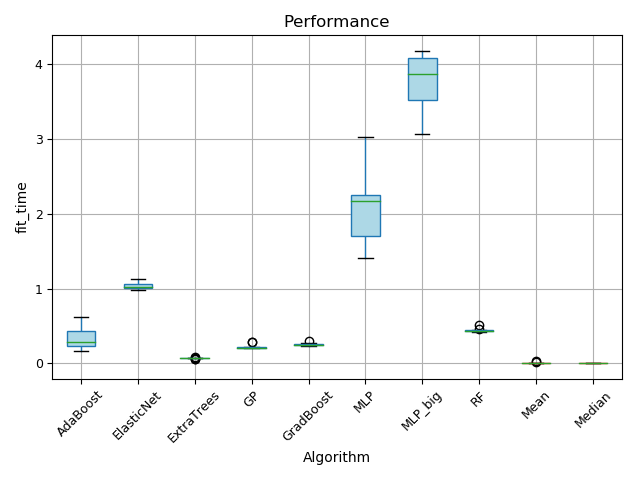 Performance
fit_time
4
3
2
1
0
AdaBoost
ElasticNet
ExtraTrees
GP
GradBoost
MLP
MLP_big
RF
Mean
Median
Algorithm